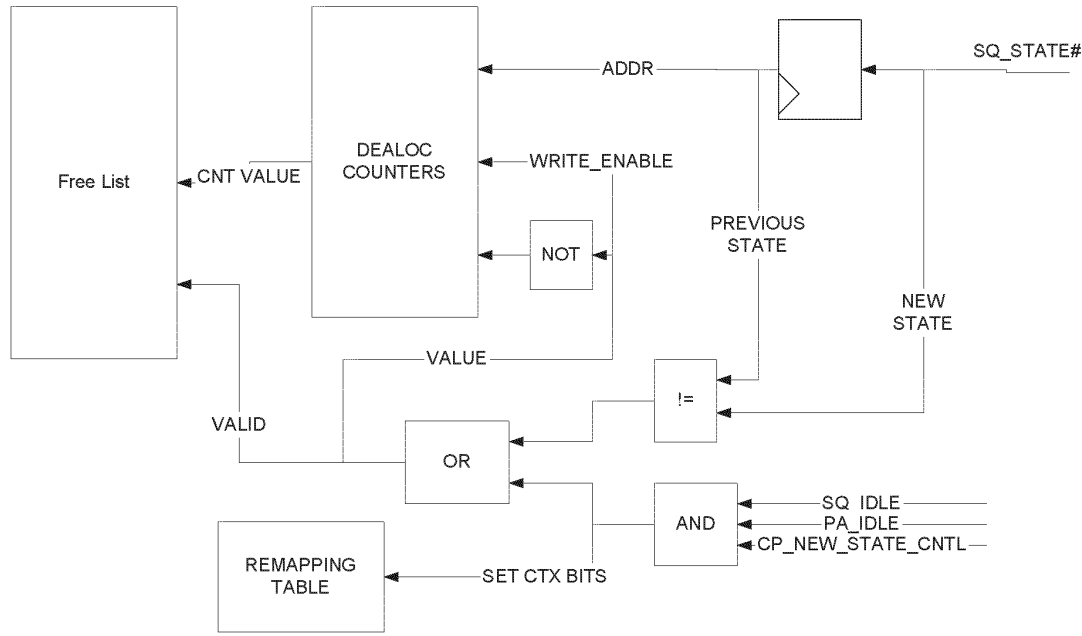 SQ_STATE#
ADDR
DEALOC
COUNTERS
WRITE_ENABLE
Free List
CNT VALUE
PREVIOUS
STATE
NOT
NEW
STATE
VALUE
!=
VALID
OR
SQ_IDLE
AND
PA_IDLE
CP_NEW_STATE_CNTL
REMAPPING
TABLE
SET CTX BITS